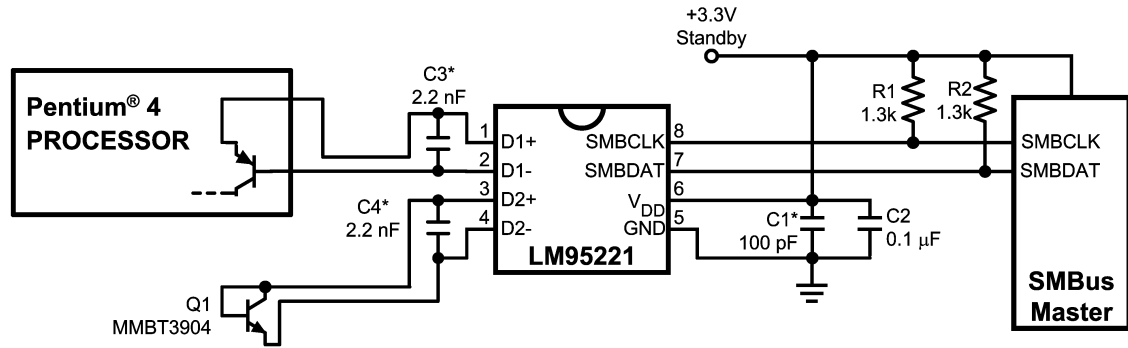 +3.3V
Standby
Pentium® 4
PROCESSOR
C3*
2.2 nF
R1
1.3k
R2
1.3k
1 D1+
2 D1-
3 D2+
4 D2-
SMBCLK 8
SMBDAT 7
VDD 6
GND 5
LM95221
C4*
2.2 nF
C1*
100 pF
C2
0.1 µF
SMBCLK
SMBDAT
SMBus
Master
Q1
MMBT3904